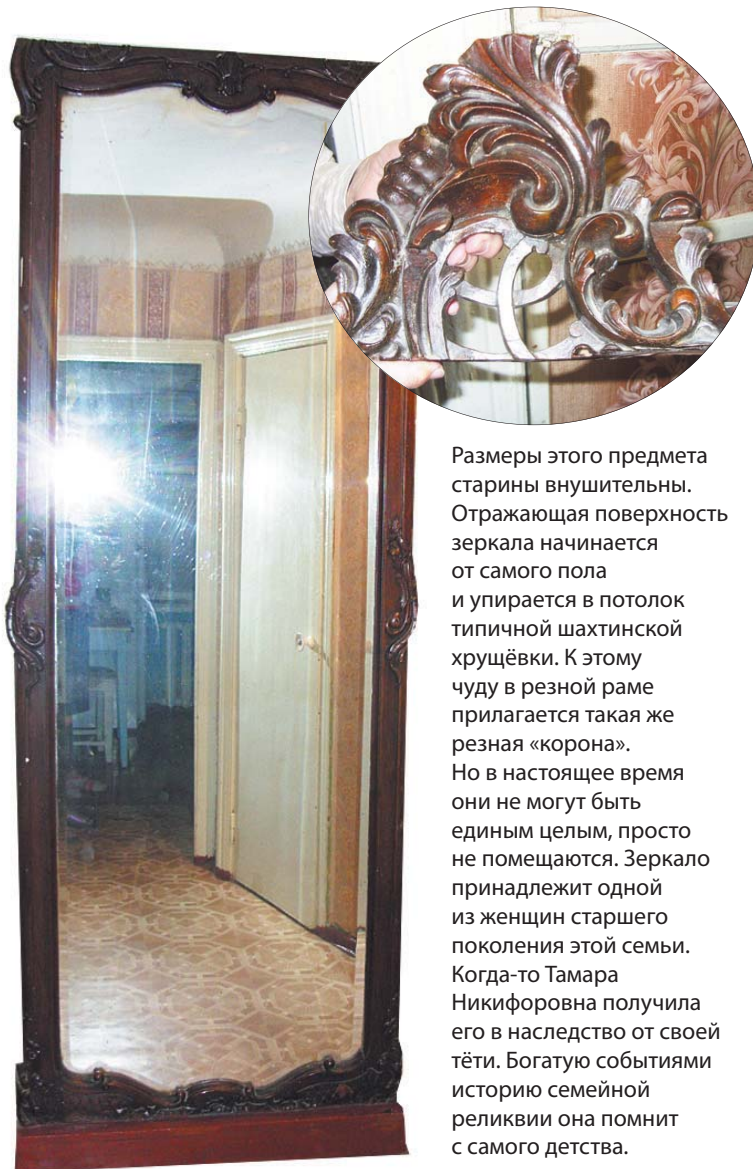 Размеры этого предмета
старины внушительны.
Отражающая поверхность
зеркала начинается
от самого пола
и упирается в потолок
типичной шахтинской
хрущёвки. К этому
чуду в резной раме
прилагается такая же
резная «корона».
Но в настоящее время
они не могут быть
единым целым, просто
не помещаются. Зеркало
принадлежит одной
из женщин старшего
поколения этой семьи.
Когда-то Тамара
Никифоровна получила
его в наследство от своей
тёти. Богатую событиями
историю семейной
реликвии она помнит
с самого детства.